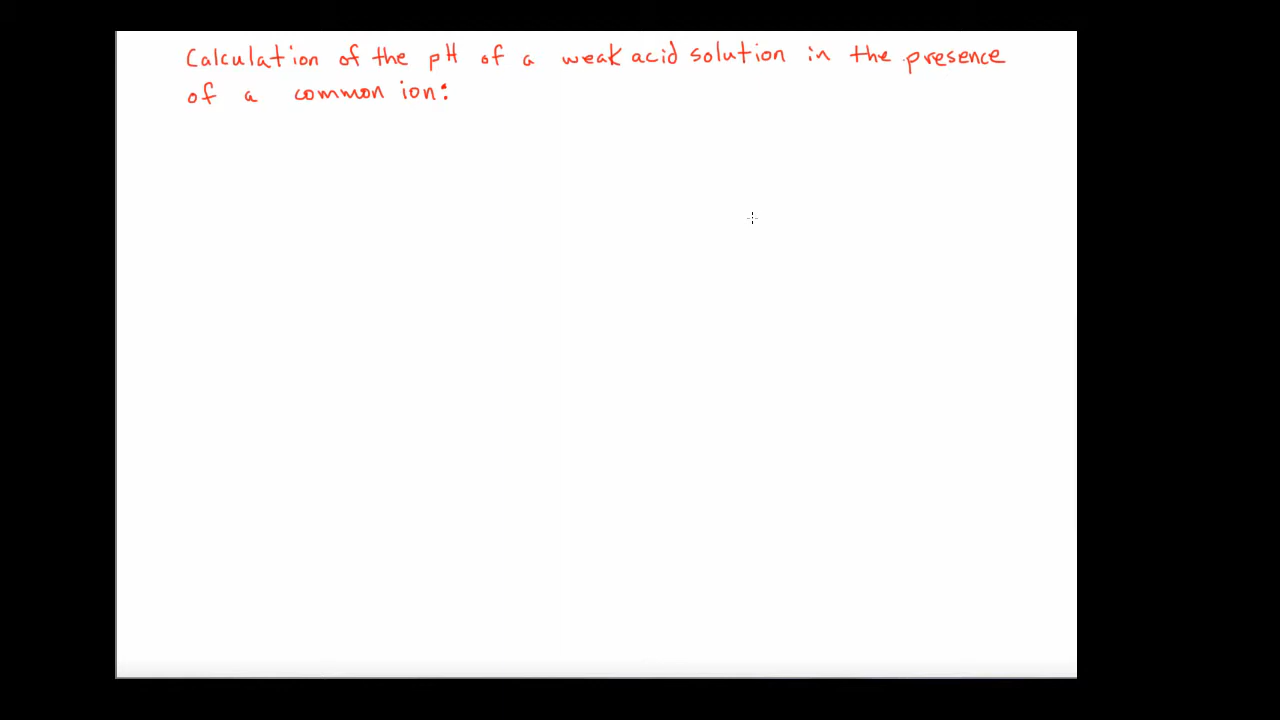 Calculation of the pH of a weak acid solution in the presence
of a common ion: